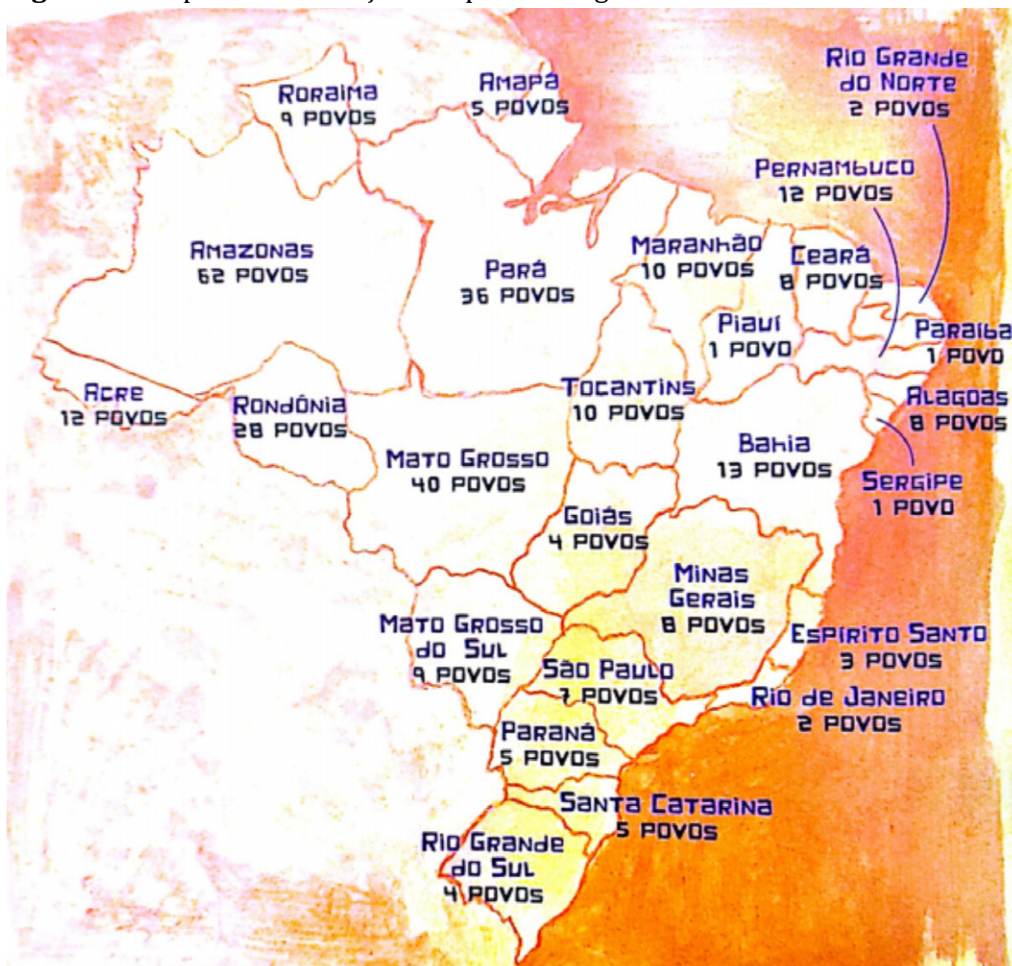 Roraima
9 povos
Amapá
5 povos
Rio Grande
do Norte
2 povos
Pernambuco
12 povos
Amazonas
62 povos
Pará
36 povos
Maranhão
10 povos
Ceará
8 povos
Piauí
1 povo
Paraíba
1 povo
Acre
12 povos
Rondônia
28 povos
Tocantins
10 povos
Alagoas
8 povos
Mato Grosso
40 povos
Bahia
13 povos
Sergipe
1 povo
Goiás
4 povos
Minas
Gerais
8 povos
Mato Grosso
do Sul
9 povos
Espírito Santo
3 povos
São Paulo
7 povos
Rio de Janeiro
2 povos
Paraná
5 povos
Santa Catarina
5 povos
Rio Grande
do Sul
4 povos